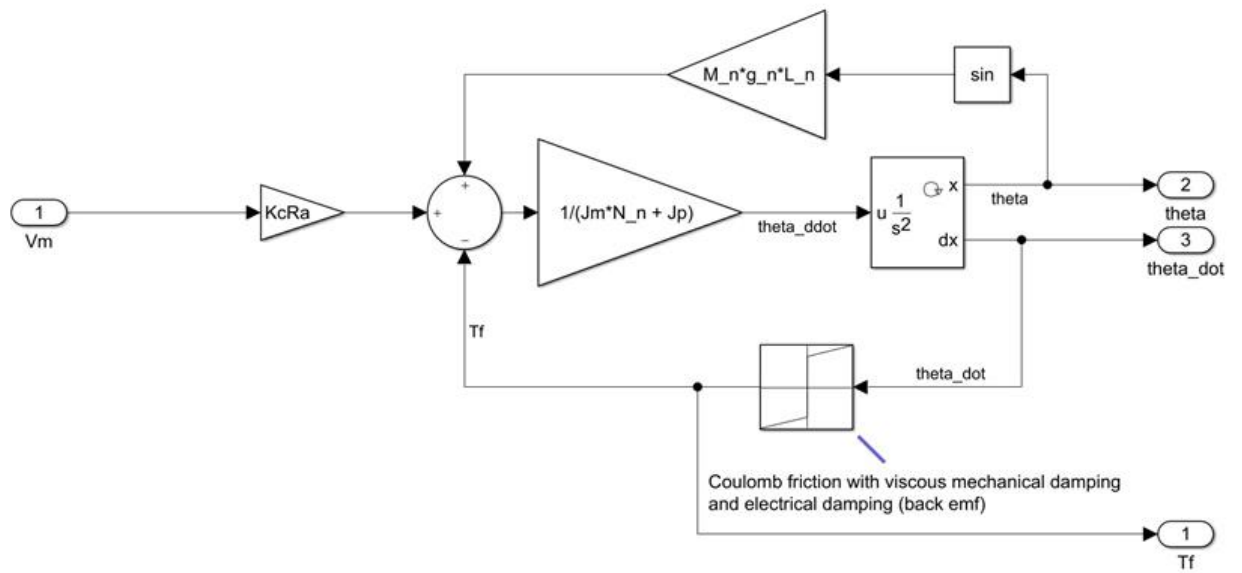 M_n*g_n*L_n
sin
1
Vm
KcRa
+
+
−
1/(Jm*N_n + Jp)
theta_ddot
u 1/s2
x
dx
theta
2
theta
3
theta_dot
Tf
theta_dot
Coulomb friction with viscous mechanical damping
and electrical damping (back emf)
1
Tf